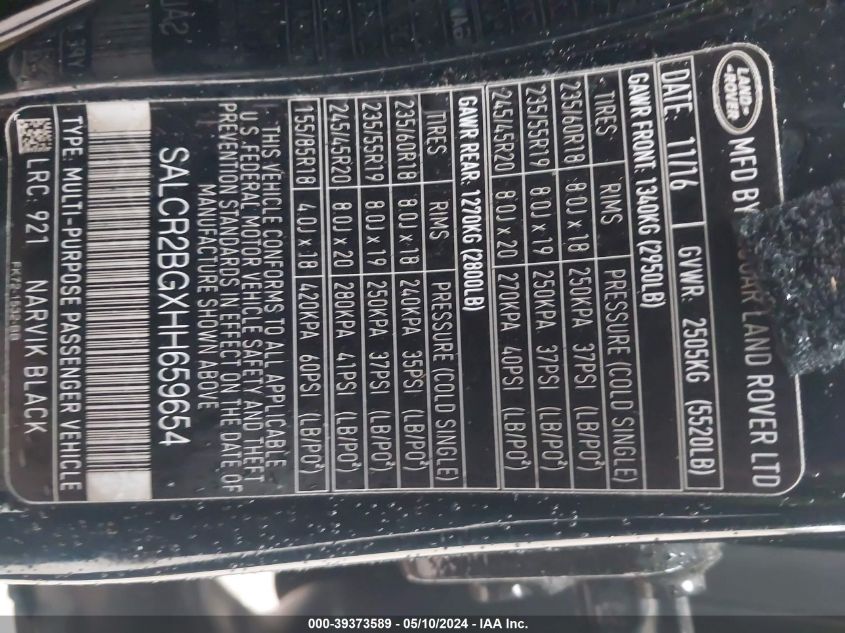 LAND-
ROVER
MFD BY JAGUAR LAND ROVER LTD
DATE: 11/16 GVWR: 2505KG (5520LB)
GAWR FRONT: 1340KG (2950LB)
TIRES RIMS PRESSURE (COLD SINGLE)
235/60R18 8.0J x 18 250KPA 37PSI (LB/PO²)
235/55R19 8.0J x 19 250KPA 37PSI (LB/PO²)
245/45R20 8.0J x 20 270KPA 40PSI (LB/PO²)
GAWR REAR: 1270KG (2800LB)
TIRES RIMS PRESSURE (COLD SINGLE)
235/60R18 8.0J x 18 240KPA 35PSI (LB/PO²)
235/55R19 8.0J x 19 250KPA 37PSI (LB/PO²)
245/45R20 8.0J x 20 280KPA 41PSI (LB/PO²)
155/85R18 4.0J x 18 420KPA 60PSI (LB/PO²)
THIS VEHICLE CONFORMS TO ALL APPLICABLE
U.S. FEDERAL MOTOR VEHICLE SAFETY AND THEFT
PREVENTION STANDARDS IN EFFECT ON THE DATE OF
MANUFACTURE SHOWN ABOVE
SALCR2BGXHH659654
TYPE: MULTI-PURPOSE PASSENGER VEHICLE
LRC: 921 NARVIK BLACK
000-39373589 - 05/10/2024 - IAA Inc.